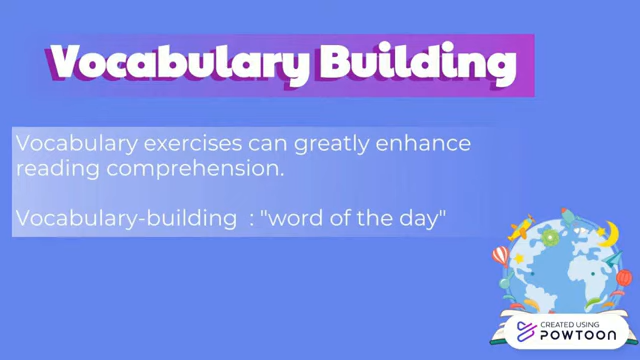 Vocabulary Building
Vocabulary exercises can greatly enhance
reading comprehension.
Vocabulary-building : "word of the day"
CREATED USING
POWTOON